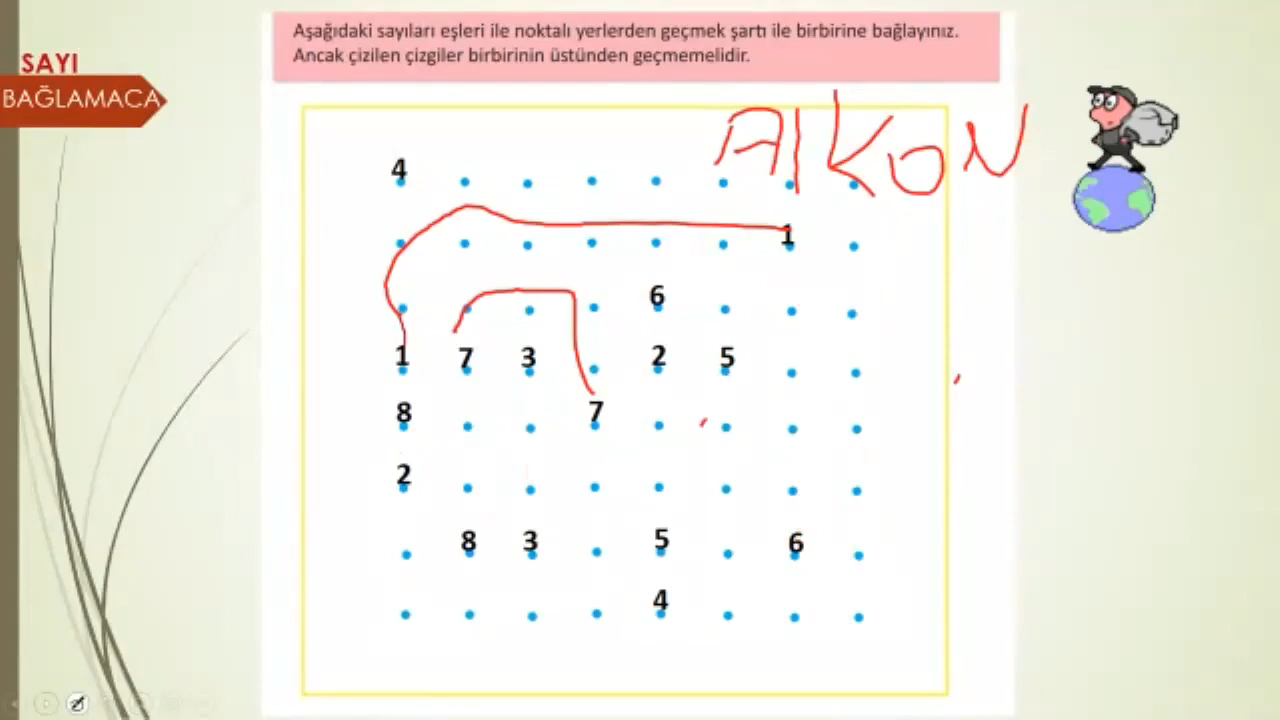 Aşağıdaki sayıları eşleri ile noktalı yerlerden geçmek şartı ile birbirine bağlayınız.
Ancak çizilen çizgiler birbirinin üstünden geçmemelidir.
SAYI
BAĞLAMACA
AlKON
4
1
6
1 7 3 2 5
8 7
2
8 3 5 6
4